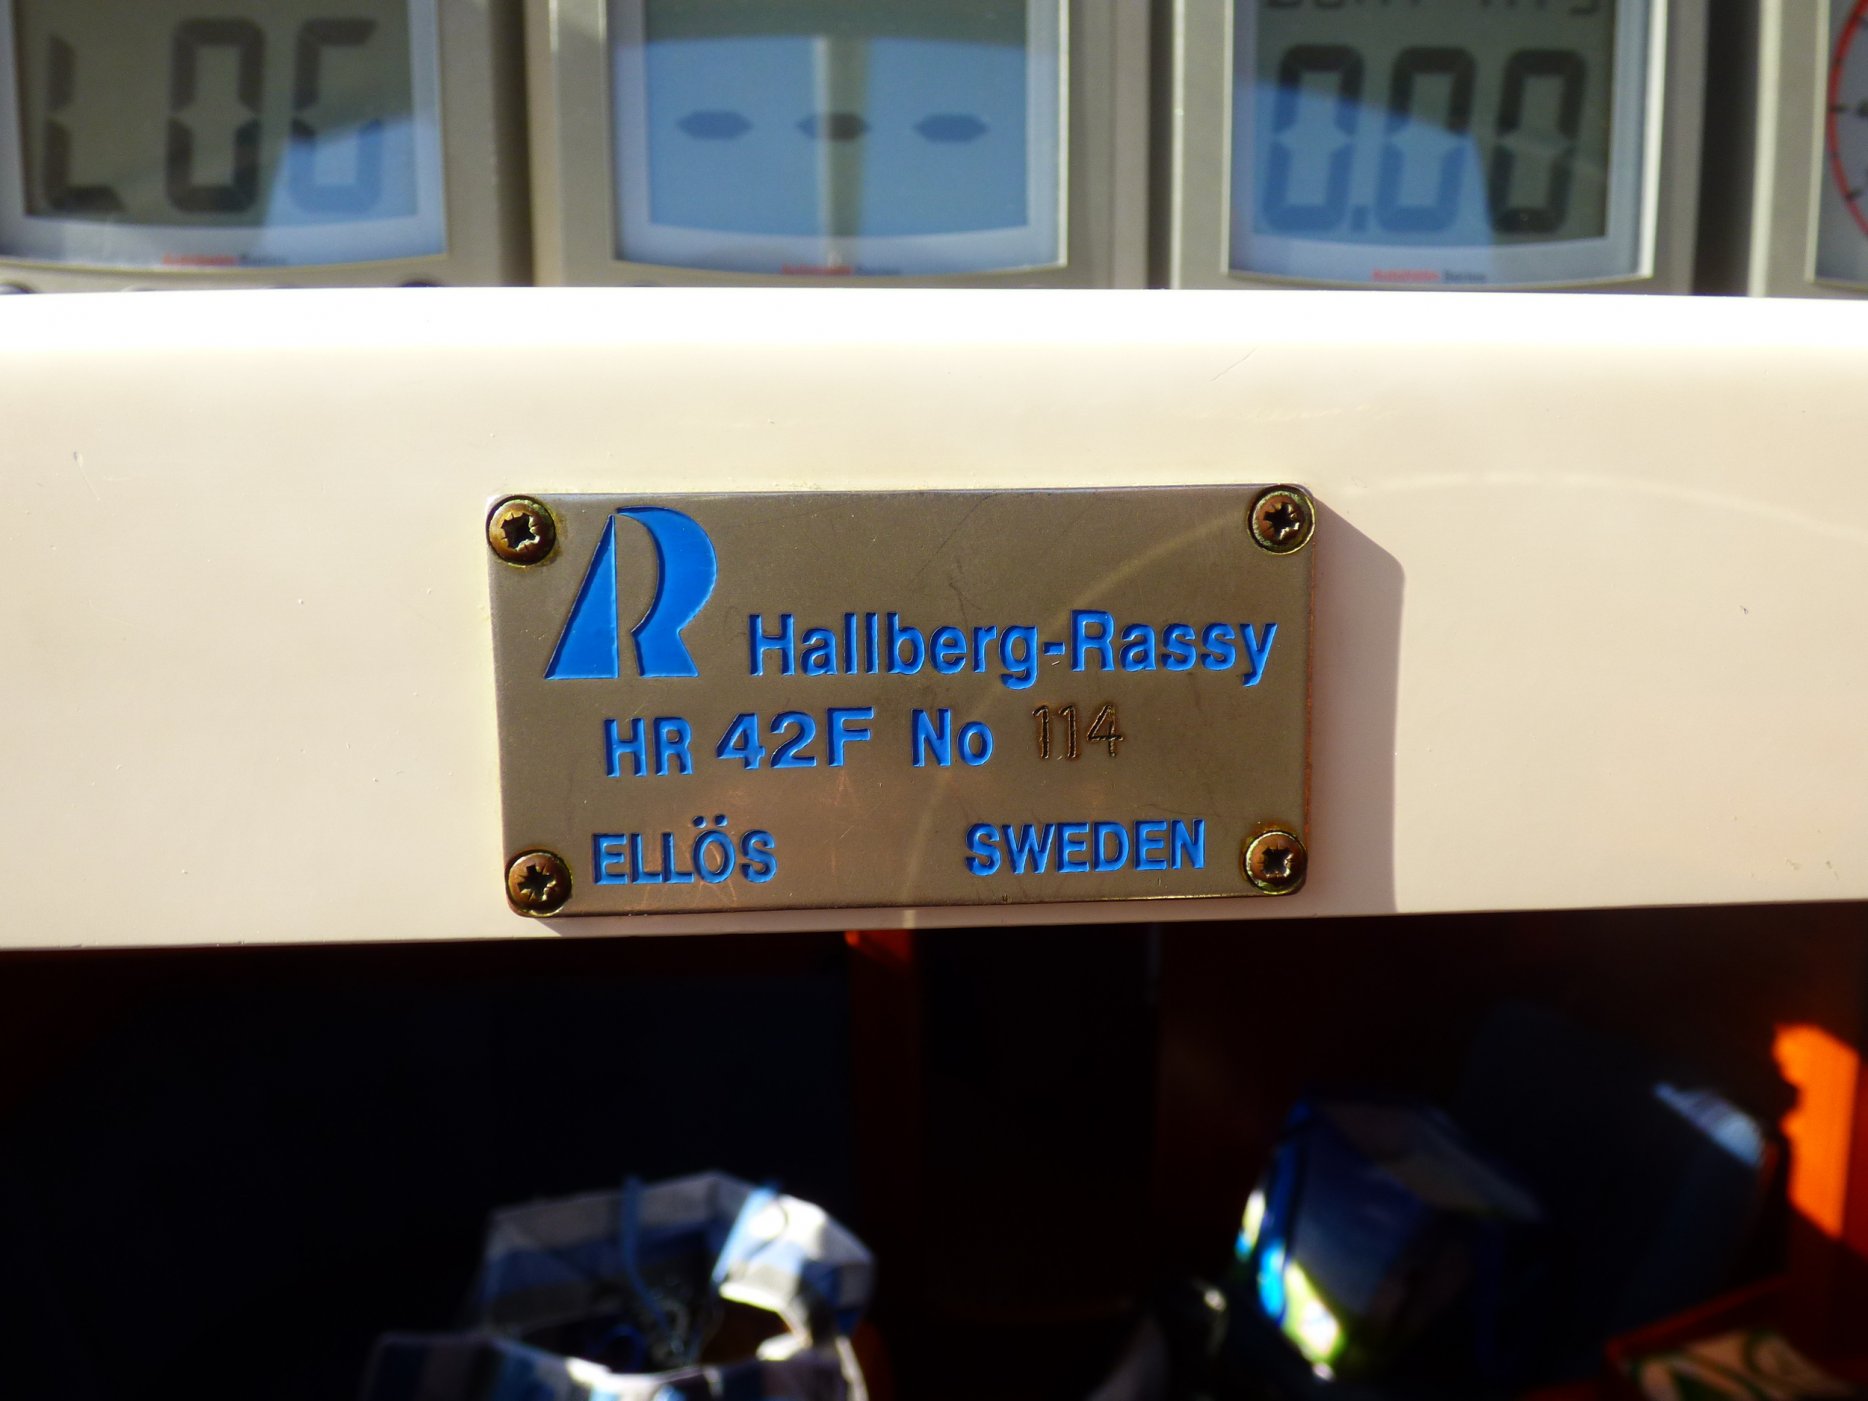 LOG
- - -
0.00
R
Hallberg-Rassy
HR 42F No 114
ELLÖS SWEDEN